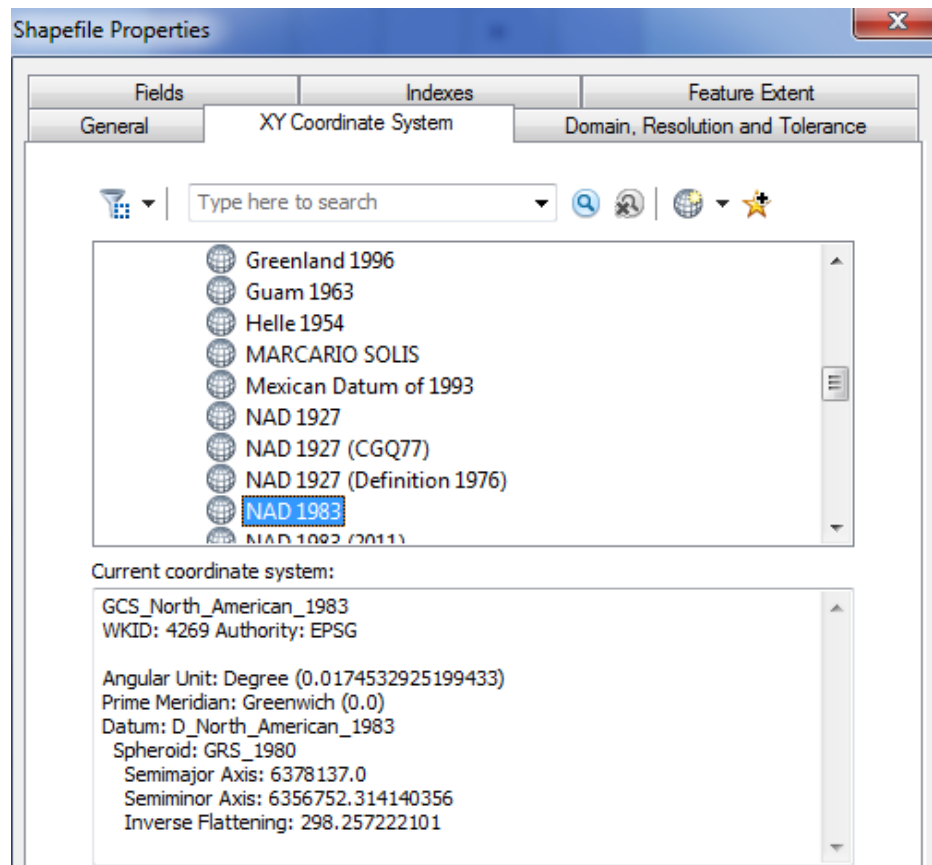 Shapefile Properties
X
Fields Indexes Feature Extent
General XY Coordinate System Domain, Resolution and Tolerance
Type here to search
Greenland 1996
Guam 1963
Helle 1954
MARCARIO SOLIS
Mexican Datum of 1993
NAD 1927
NAD 1927 (CGQ77)
NAD 1927 (Definition 1976)
NAD 1983
NAD 1983 (2011)
Current coordinate system:
GCS_North_American_1983
WKID: 4269 Authority: EPSG
Angular Unit: Degree (0.0174532925199433)
Prime Meridian: Greenwich (0.0)
Datum: D_North_American_1983
Spheroid: GRS_1980
Semimajor Axis: 6378137.0
Semiminor Axis: 6356752.314140356
Inverse Flattening: 298.257222101